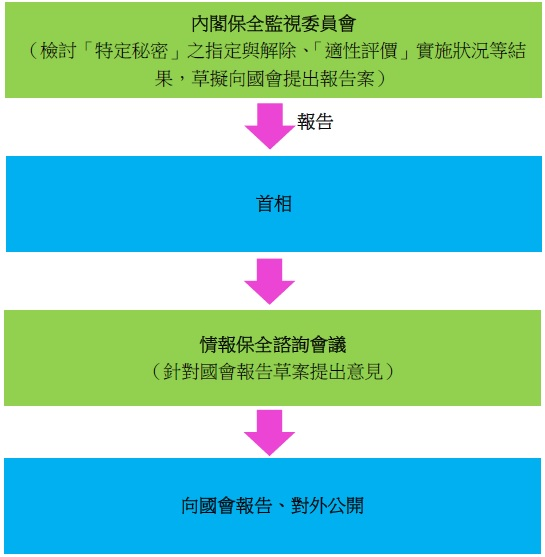 內閣保全監視委員會
（檢討「特定秘密」之指定與解除、「適性評價」實施狀況等結
果，草擬向國會提出報告案）
報告
首相
情報保全諮詢會議
（針對國會報告草案提出意見）
向國會報告、對外公開